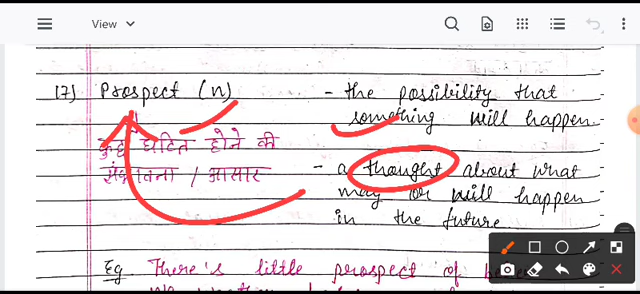 View
17) Prospect (n) - the possibility that
something will happen
कुछ घटित होने की
संभावना / आसार
- a thought about what
may or will happen
in the future
Eg. There's little prospect of